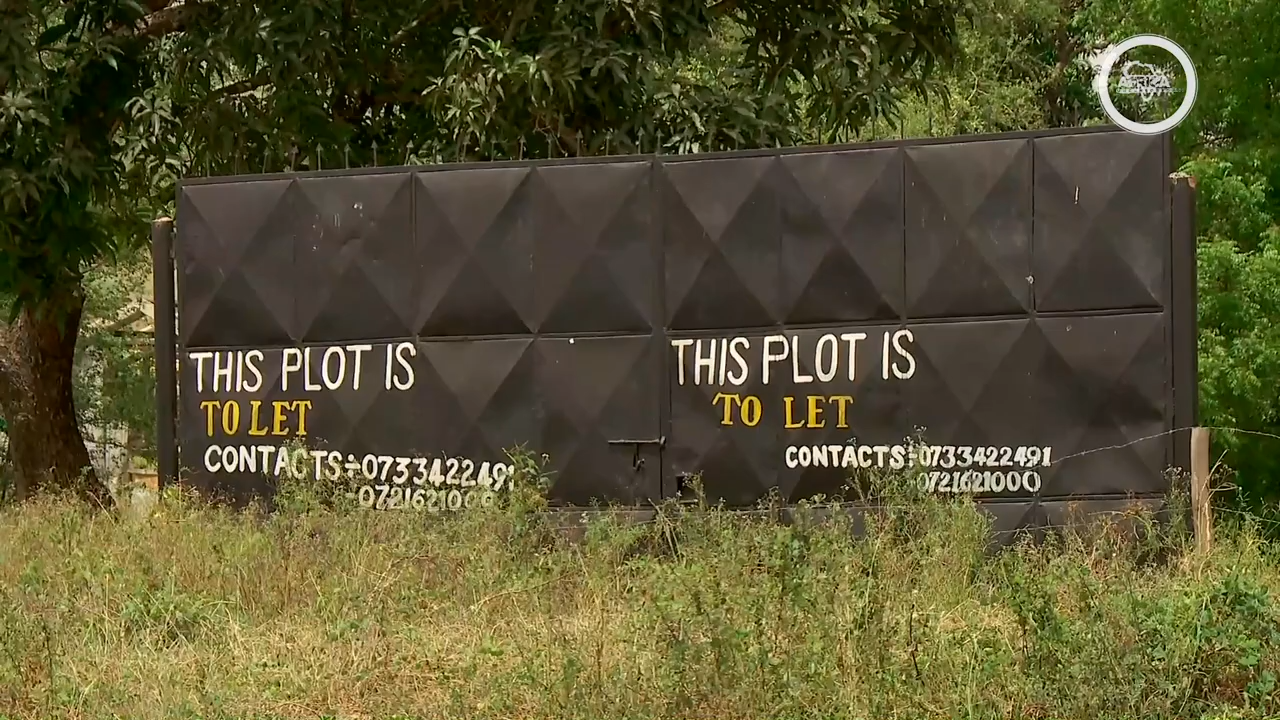 THIS PLOT IS
TO LET
CONTACTS:-0733422491
0721621000
THIS PLOT IS
TO LET
CONTACTS:-0733422491
0721621000